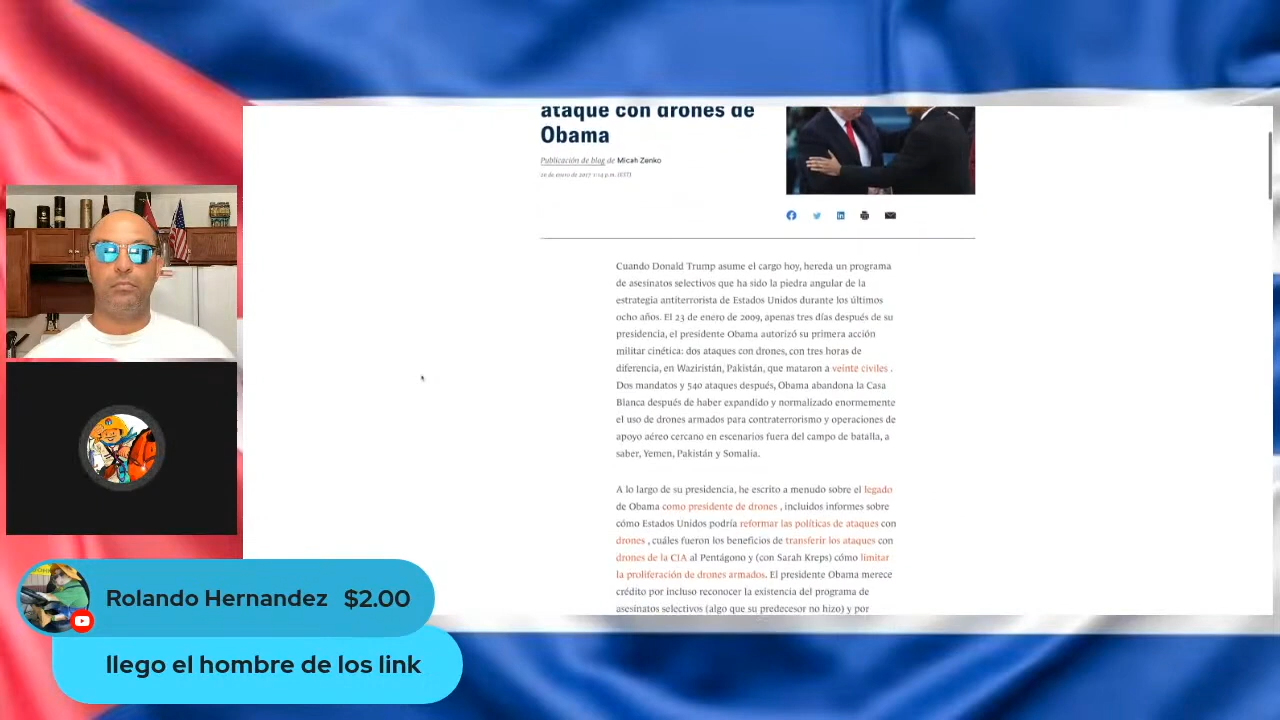 ataque con drones de
Obama
Publicación de blog de Micah Zenko
20 de enero de 2017 1:14 p.m. (EST)
Cuando Donald Trump asume el cargo hoy, hereda un programa
de asesinatos selectivos que ha sido la piedra angular de la
estrategia antiterrorista de Estados Unidos durante los últimos
ocho años. El 23 de enero de 2009, apenas tres días después de su
presidencia, el presidente Obama autorizó su primera acción
militar cinética: dos ataques con drones, con tres horas de
diferencia, en Waziristán, Pakistán, que mataron a veinte civiles .
Dos mandatos y 540 ataques después, Obama abandona la Casa
Blanca después de haber expandido y normalizado enormemente
el uso de drones armados para contraterrorismo y operaciones de
apoyo aéreo cercano en escenarios fuera del campo de batalla, a
saber, Yemen, Pakistán y Somalia.
A lo largo de su presidencia, he escrito a menudo sobre el legado
de Obama como presidente de drones , incluidos informes sobre
cómo Estados Unidos podría reformar las políticas de ataques con
drones , cuáles fueron los beneficios de transferir los ataques con
drones de la CIA al Pentágono y (con Sarah Kreps) cómo limitar
la proliferación de drones armados. El presidente Obama merece
crédito por incluso reconocer la existencia del programa de
asesinatos selectivos (algo que su predecesor no hizo) y por
Rolando Hernandez $2.00
llego el hombre de los link